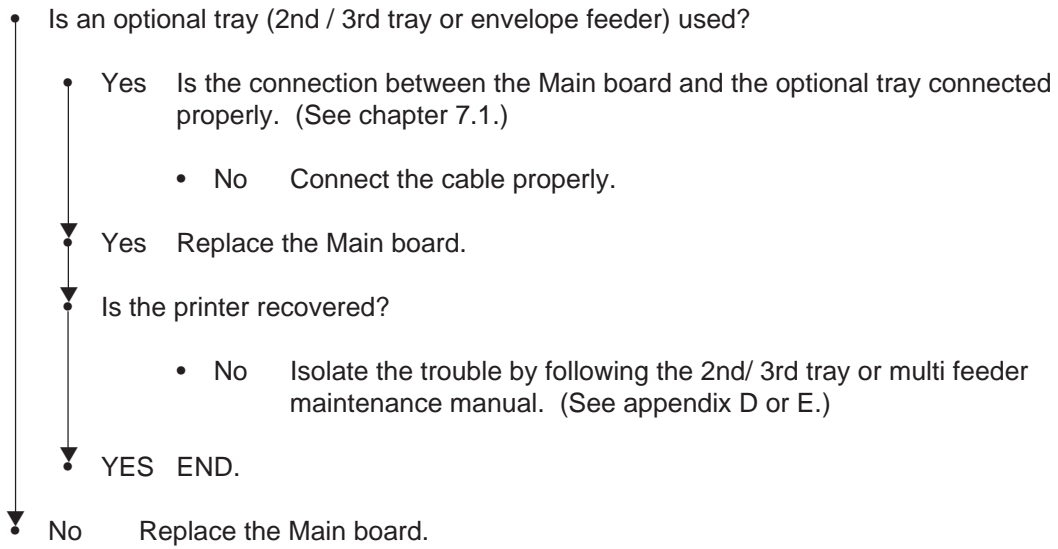 • Is an optional tray (2nd / 3rd tray or envelope feeder) used?
• Yes Is the connection between the Main board and the optional tray connected
properly. (See chapter 7.1.)
• No Connect the cable properly.
• Yes Replace the Main board.
• Is the printer recovered?
• No Isolate the trouble by following the 2nd/ 3rd tray or multi feeder
maintenance manual. (See appendix D or E.)
• YES END.
• No Replace the Main board.